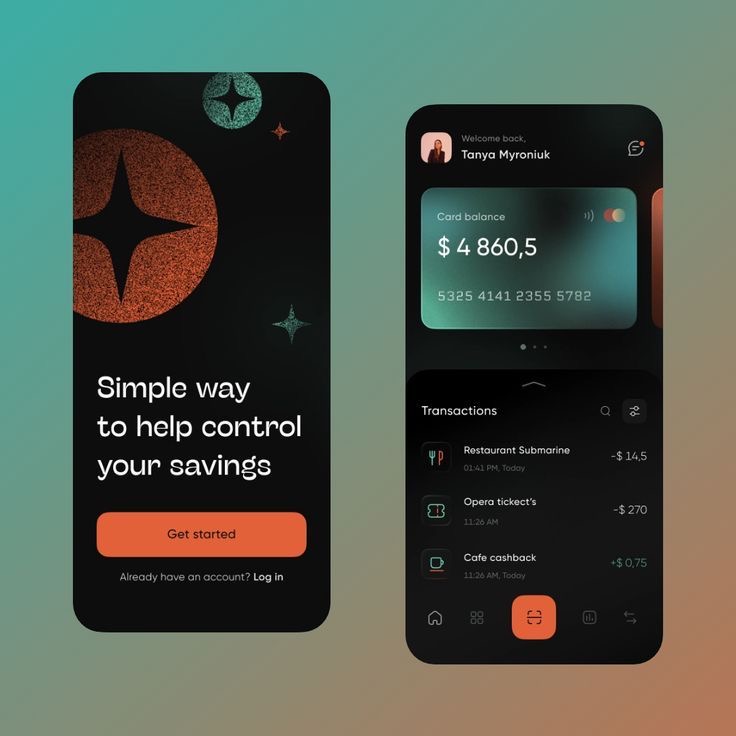 Simple way
to help control
your savings
Get started
Already have an account? Log in
Welcome back,
Tanya Myroniuk
Card balance
$ 4 860,5
5325 4141 2355 5782
Transactions
Restaurant Submarine
-$ 14,5
01:41 PM, Today
Opera tickect's
-$ 270
11:26 AM
Cafe cashback
+$ 0,75
11:26 AM, Today